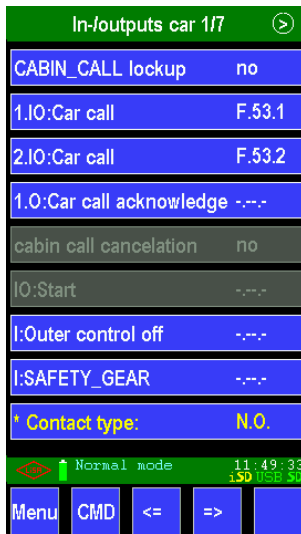 In-/outputs car 1/7 >
CABIN_CALL lockup no
1.IO:Car call F.53.1
2.IO:Car call F.53.2
1.O:Car call acknowledge -.--.-
cabin call cancelation no
IO:Start -.--.-
I:Outer control off -.--.-
I:SAFETY_GEAR -.--.-
* Contact type: N.O.
Normal mode 11:49:33
iSD USB SD
Menu CMD <= =>